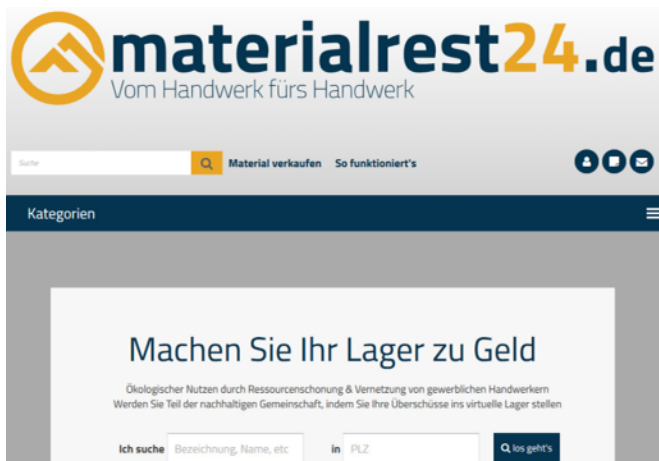 materialrest24.de
Vom Handwerk fürs Handwerk
Suche Material verkaufen So funktioniert's
Kategorien
Machen Sie Ihr Lager zu Geld
Ökologischer Nutzen durch Ressourcenschonung & Vernetzung von gewerblichen Handwerkern
Werden Sie Teil der nachhaltigen Gemeinschaft, indem Sie Ihre Überschüsse ins virtuelle Lager stellen
Ich suche Bezeichnung, Name, etc in PLZ los geht's